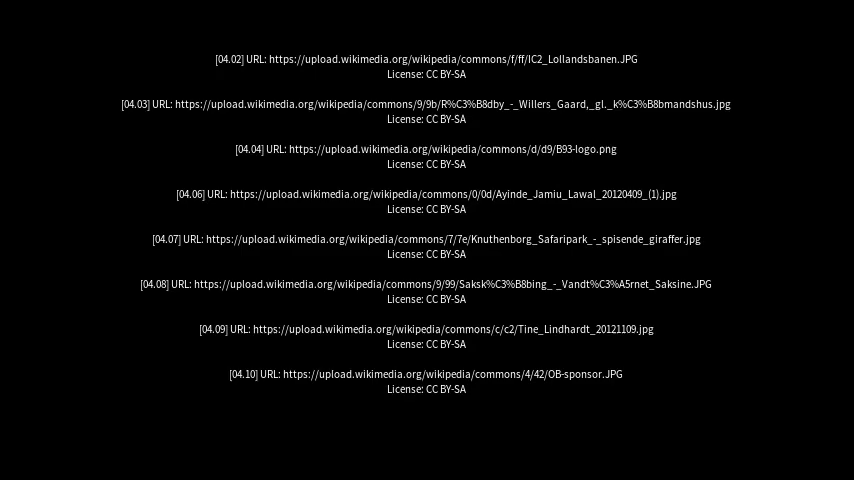 [04.02] URL: https://upload.wikimedia.org/wikipedia/commons/f/ff/IC2_Lollandsbanen.JPG
License: CC BY-SA
[04.03] URL: https://upload.wikimedia.org/wikipedia/commons/9/9b/R%C3%B8dby_-_Willers_Gaard,_gl._k%C3%B8bmandshus.jpg
License: CC BY-SA
[04.04] URL: https://upload.wikimedia.org/wikipedia/commons/d/d9/B93-logo.png
License: CC BY-SA
[04.06] URL: https://upload.wikimedia.org/wikipedia/commons/0/0d/Ayinde_Jamiu_Lawal_20120409_(1).jpg
License: CC BY-SA
[04.07] URL: https://upload.wikimedia.org/wikipedia/commons/7/7e/Knuthenborg_Safaripark_-_spisende_giraffer.jpg
License: CC BY-SA
[04.08] URL: https://upload.wikimedia.org/wikipedia/commons/9/99/Saksk%C3%B8bing_-_Vandt%C3%A5rnet_Saksine.JPG
License: CC BY-SA
[04.09] URL: https://upload.wikimedia.org/wikipedia/commons/c/c2/Tine_Lindhardt_20121109.jpg
License: CC BY-SA
[04.10] URL: https://upload.wikimedia.org/wikipedia/commons/4/42/OB-sponsor.JPG
License: CC BY-SA